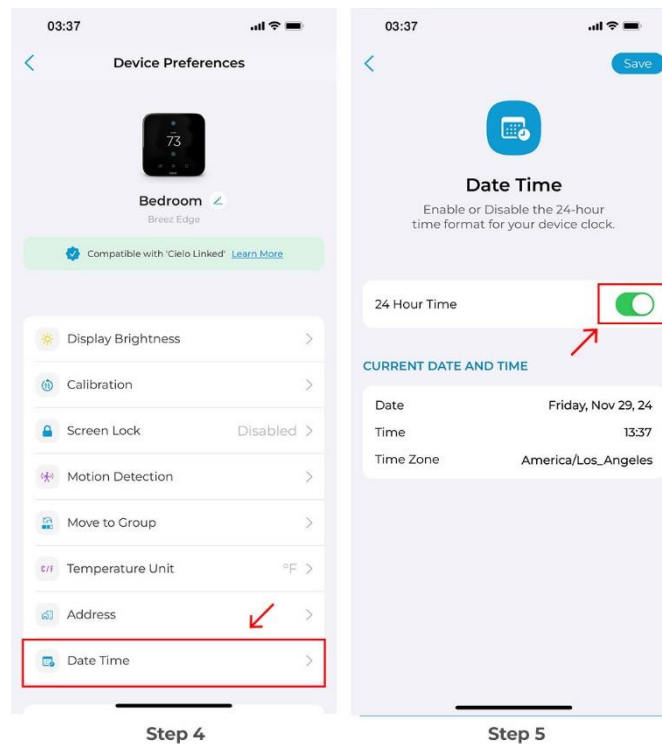 03:37
Device Preferences
73
Bedroom
Breez Edge
Compatible with 'Cielo Linked' Learn More
Display Brightness
Calibration
Screen Lock Disabled
Motion Detection
Move to Group
C/F Temperature Unit °F
Address
Date Time
Step 4
03:37
Save
Date Time
Enable or Disable the 24-hour
time format for your device clock.
24 Hour Time
CURRENT DATE AND TIME
Date Friday, Nov 29, 24
Time 13:37
Time Zone America/Los_Angeles
Step 5